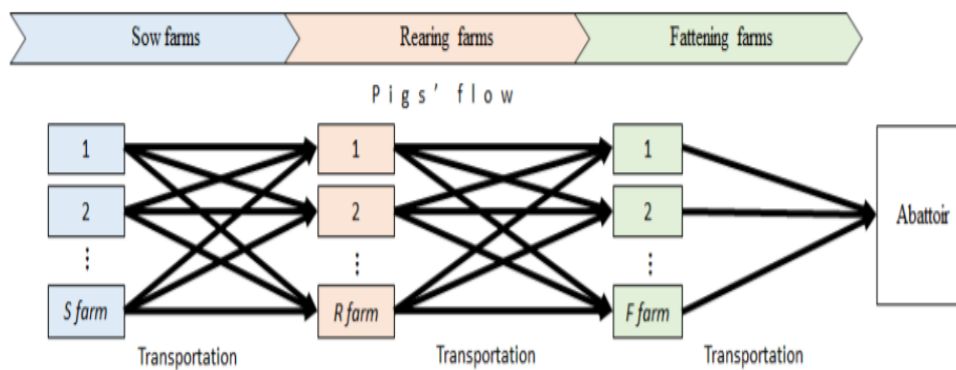 Sow farms Rearing farms Fattening farms
Pigs' flow
1 1 1
2 2 2
Abattoir
⋮ ⋮ ⋮
S farm R farm F farm
Transportation Transportation Transportation